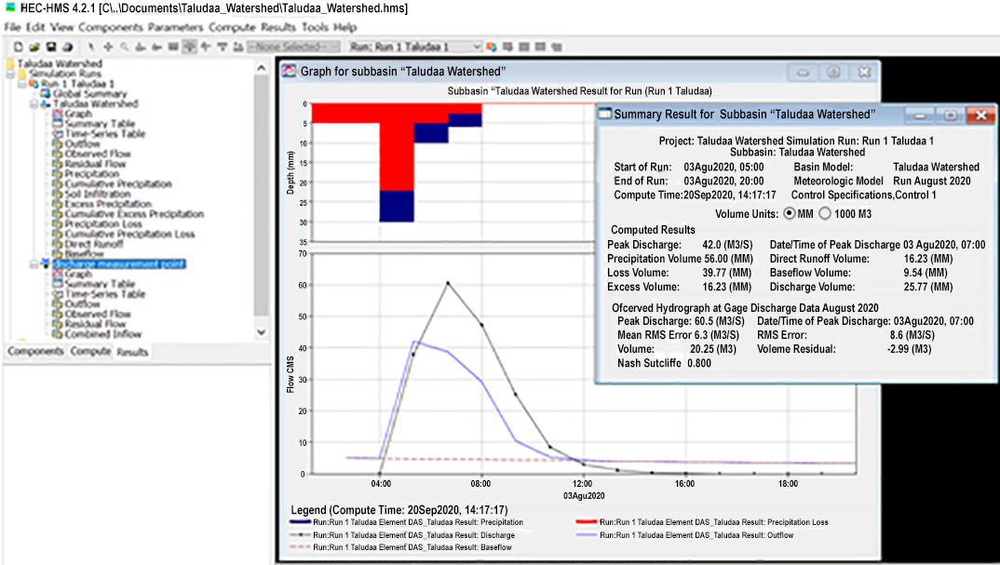 HEC-HMS 4.2.1 [C\..\Documents\Taludaa_Watershed\Taludaa_Watershed.hms]
File Edit View Components Parameters Compute Results Tools Help
--None Selected-- Run: Run 1 Taludaa 1
Taludaa Watershed
Simulation Runs
Run 1 Taludaa 1
Global Summary
Taludaa Watershed
Graph
Summary Table
Time-Series Table
Outflow
Observed Flow
Residual Flow
Precipitation
Cumulative Precipitation
Soil Infiltration
Excess Precipitation
Cumulative Excess Precipitation
Precipitation Loss
Cumulative Precipitation Loss
Direct Runoff
Baseflow
discharge measurement point
Graph
Summary Table
Time-Series Table
Outflow
Observed Flow
Residual Flow
Combined Inflow
Components Compute Results
Graph for subbasin “Taludaa Watershed”
Subbasin “Taludaa Watershed Result for Run (Run 1 Taludaa)
Depth (mm)
0
5
10
15
20
25
30
35
Flow CMS
70
60
50
40
30
20
10
0
04:00 08:00 12:00 16:00 18:00
03Agu2020
Legend (Compute Time: 20Sep2020, 14:17:17)
Run:Run 1 Taludaa Element DAS_Taludaa Result: Precipitation Run:Run 1 Taludaa Element DAS_Taludaa Result: Precipitation Loss
Run:Run 1 Taludaa Element DAS_Taludaa Result: Discharge Run:Run 1 Taludaa Element DAS_Taludaa Result: Outflow
Run:Run 1 Taludaa Element DAS_Taludaa Result: Baseflow
Summary Result for Subbasin “Taludaa Watershed”
Project: Taludaa Watershed Simulation Run: Run 1 Taludaa 1
Subbasin: Taludaa Watershed
Start of Run: 03Agu2020, 05:00 Basin Model: Taludaa Watershed
End of Run: 03Agu2020, 20:00 Meteorologic Model Run August 2020
Compute Time:20Sep2020, 14:17:17 Control Specifications,Control 1
Volume Units: MM 1000 M3
Computed Results
Peak Discharge: 42.0 (M3/S) Date/Time of Peak Discharge 03 Agu2020, 07:00
Precipitation Volume 56.00 (MM) Direct Runoff Volume: 16.23 (MM)
Loss Volume: 39.77 (MM) Baseflow Volume: 9.54 (MM)
Excess Volume: 16.23 (MM) Discharge Volume: 25.77 (MM)
Ofcerved Hydrograph at Gage Discharge Data August 2020
Peak Discharge: 60.5 (M3/S) Date/Time of Peak Discharge: 03Agu2020, 07:00
Mean RMS Error 6.3 (M3/S) RMS Error: 8.6 (M3/S)
Volume: 20.25 (M3) Voleme Residual: -2.99 (M3)
Nash Sutcliffe 0.800